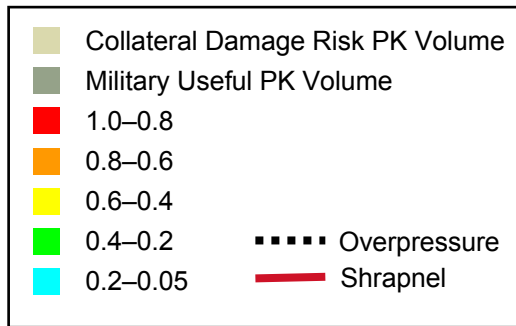 Collateral Damage Risk PK Volume
Military Useful PK Volume
1.0–0.8
0.8–0.6
0.6–0.4
0.4–0.2
Overpressure
0.2–0.05
Shrapnel